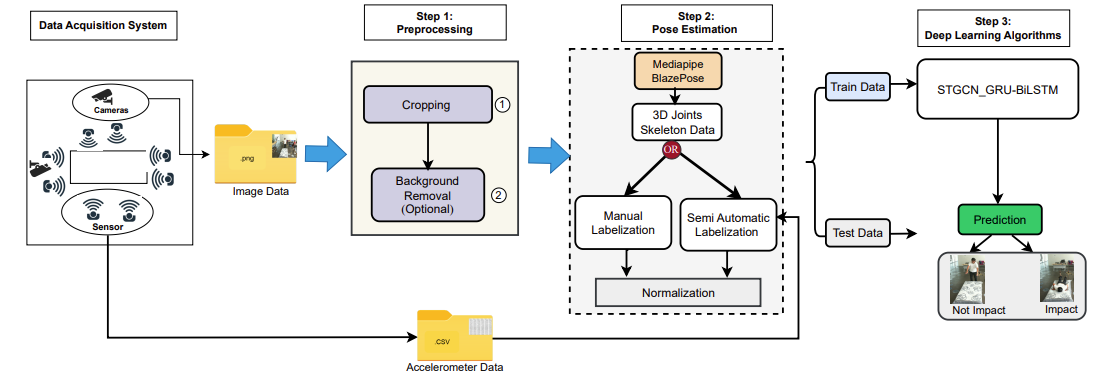 Data Acquisition System
Cameras
Sensor
.png
Image Data
Step 1:
Preprocessing
Cropping
1
Background
Removal
(Optional)
2
Step 2:
Pose Estimation
Mediapipe
BlazePose
3D Joints
Skeleton Data
OR
Manual
Labelization
Semi Automatic
Labelization
Normalization
.CSV
Accelerometer Data
Train Data
Test Data
Step 3:
Deep Learning Algorithms
STGCN_GRU-BiLSTM
Prediction
Not Impact
Impact